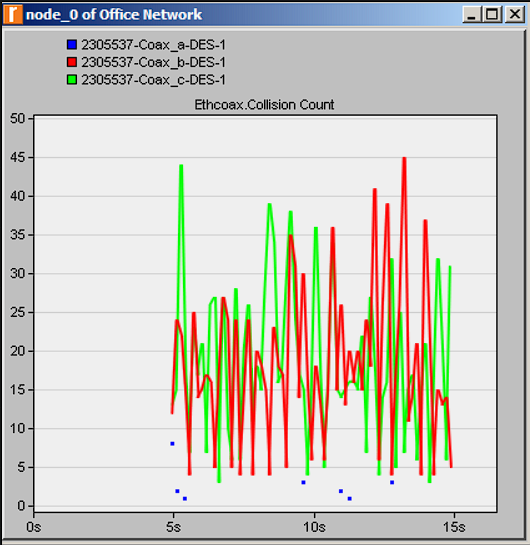 node_0 of Office Network
2305537-Coax_a-DES-1
2305537-Coax_b-DES-1
2305537-Coax_c-DES-1
Ethcoax.Collision Count
50
45
40
35
30
25
20
15
10
5
0
0s 5s 10s 15s